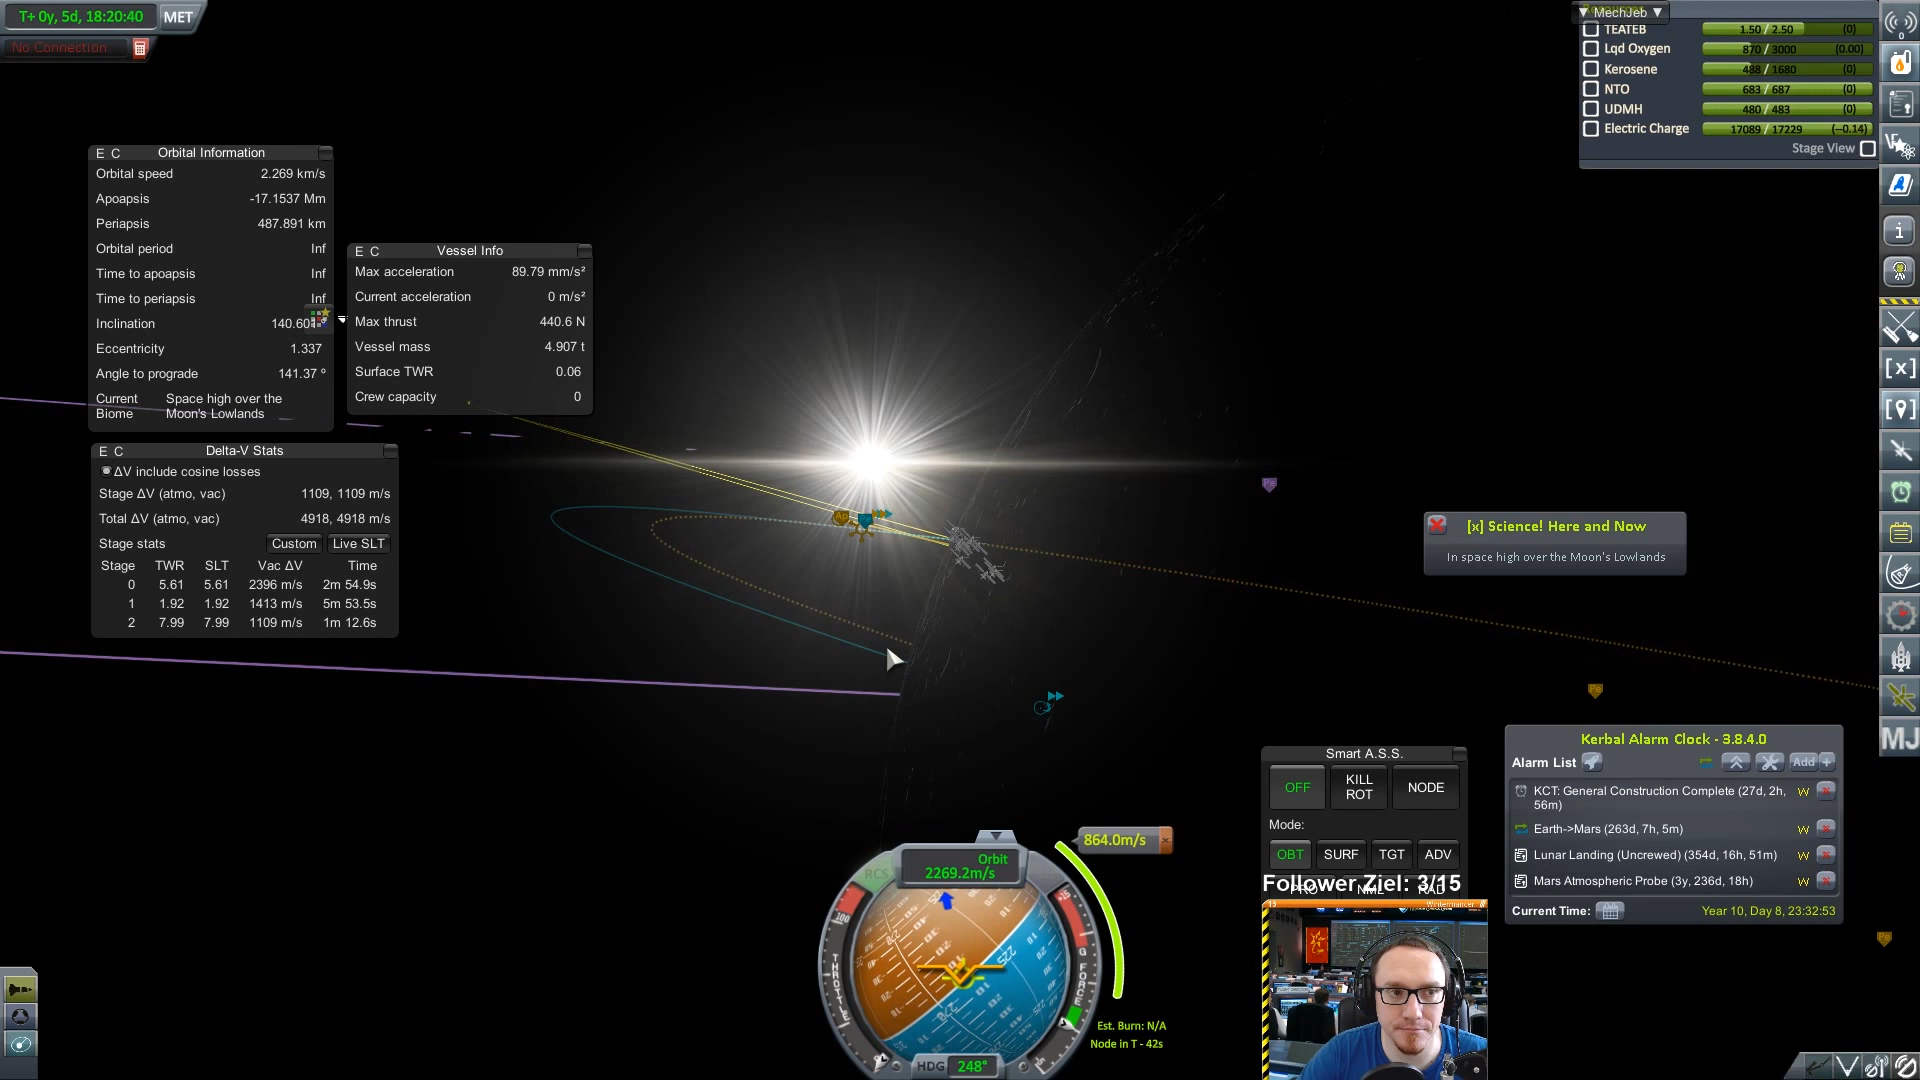 T+ 0y, 5d, 18:20:40 MET
No Connection
MechJeb
TEATEB 1.50 / 2.50 (0)
Lqd Oxygen 870 / 3000 (0.00)
Kerosene 488 / 1680 (0)
NTO 683 / 687 (0)
UDMH 480 / 483 (0)
Electric Charge 17089 / 17229 (-0.14)
Stage View
E C Orbital Information
Orbital speed 2.269 km/s
Apoapsis -17.1537 Mm
Periapsis 487.891 km
Orbital period Inf
Time to apoapsis Inf
Time to periapsis Inf
Inclination 140.60
Eccentricity 1.337
Angle to prograde 141.37 º
Current Biome Space high over the
Moon's Lowlands
E C Vessel Info
Max acceleration 89.79 mm/s²
Current acceleration 0 m/s²
Max thrust 440.6 N
Vessel mass 4.907 t
Surface TWR 0.06
Crew capacity 0
E C Delta-V Stats
ΔV include cosine losses
Stage ΔV (atmo, vac) 1109, 1109 m/s
Total ΔV (atmo, vac) 4918, 4918 m/s
Stage stats Custom Live SLT
Stage TWR SLT Vac ΔV Time
0 5.61 5.61 2396 m/s 2m 54.9s
1 1.92 1.92 1413 m/s 5m 53.5s
2 7.99 7.99 1109 m/s 1m 12.6s
Ap
Pe
Pe
Pe
[x] Science! Here and Now
In space high over the Moon's Lowlands
Kerbal Alarm Clock - 3.8.4.0
Alarm List Add +
KCT: General Construction Complete (27d, 2h,
56m) W
Earth->Mars (263d, 7h, 5m) W
Lunar Landing (Uncrewed) (354d, 16h, 51m) W
Mars Atmospheric Probe (3y, 236d, 18h) W
Current Time: Year 10, Day 8, 23:32:53
Smart A.S.S.
OFF KILL ROT NODE
Mode:
OBT SURF TGT ADV
PRO NML RAD
Follower Ziel: 3/15
864.0m/s
Orbit
2269.2m/s
RCS
THROTTLE
G FORCE
100
HDG 248°
Est. Burn: N/A
Node in T - 42s
MJ